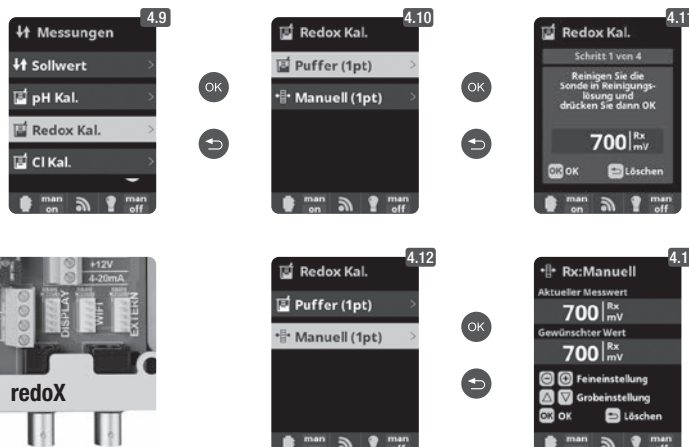 4.9
Messungen
Sollwert
pH Kal.
Redox Kal.
Cl Kal.
man on
man off
OK
4.10
Redox Kal.
Puffer (1pt)
Manuell (1pt)
man on
man off
OK
Redox Kal.
Schritt 1 von 4
Reinigen Sie die
Sonde in Reinigungs-
lösung und
drücken Sie dann OK
700 Rx mV
OK OK
Löschen
man on
man off
+12V
4-20mA
DISPLAY
WIFI
EXTERN
redoX
4.12
Redox Kal.
Puffer (1pt)
Manuell (1pt)
man
man
OK
Rx:Manuell
Aktueller Messwert
700 Rx mV
Gewünschter Wert
700 Rx mV
Feineinstellung
Grobeinstellung
OK OK
Löschen
man
man